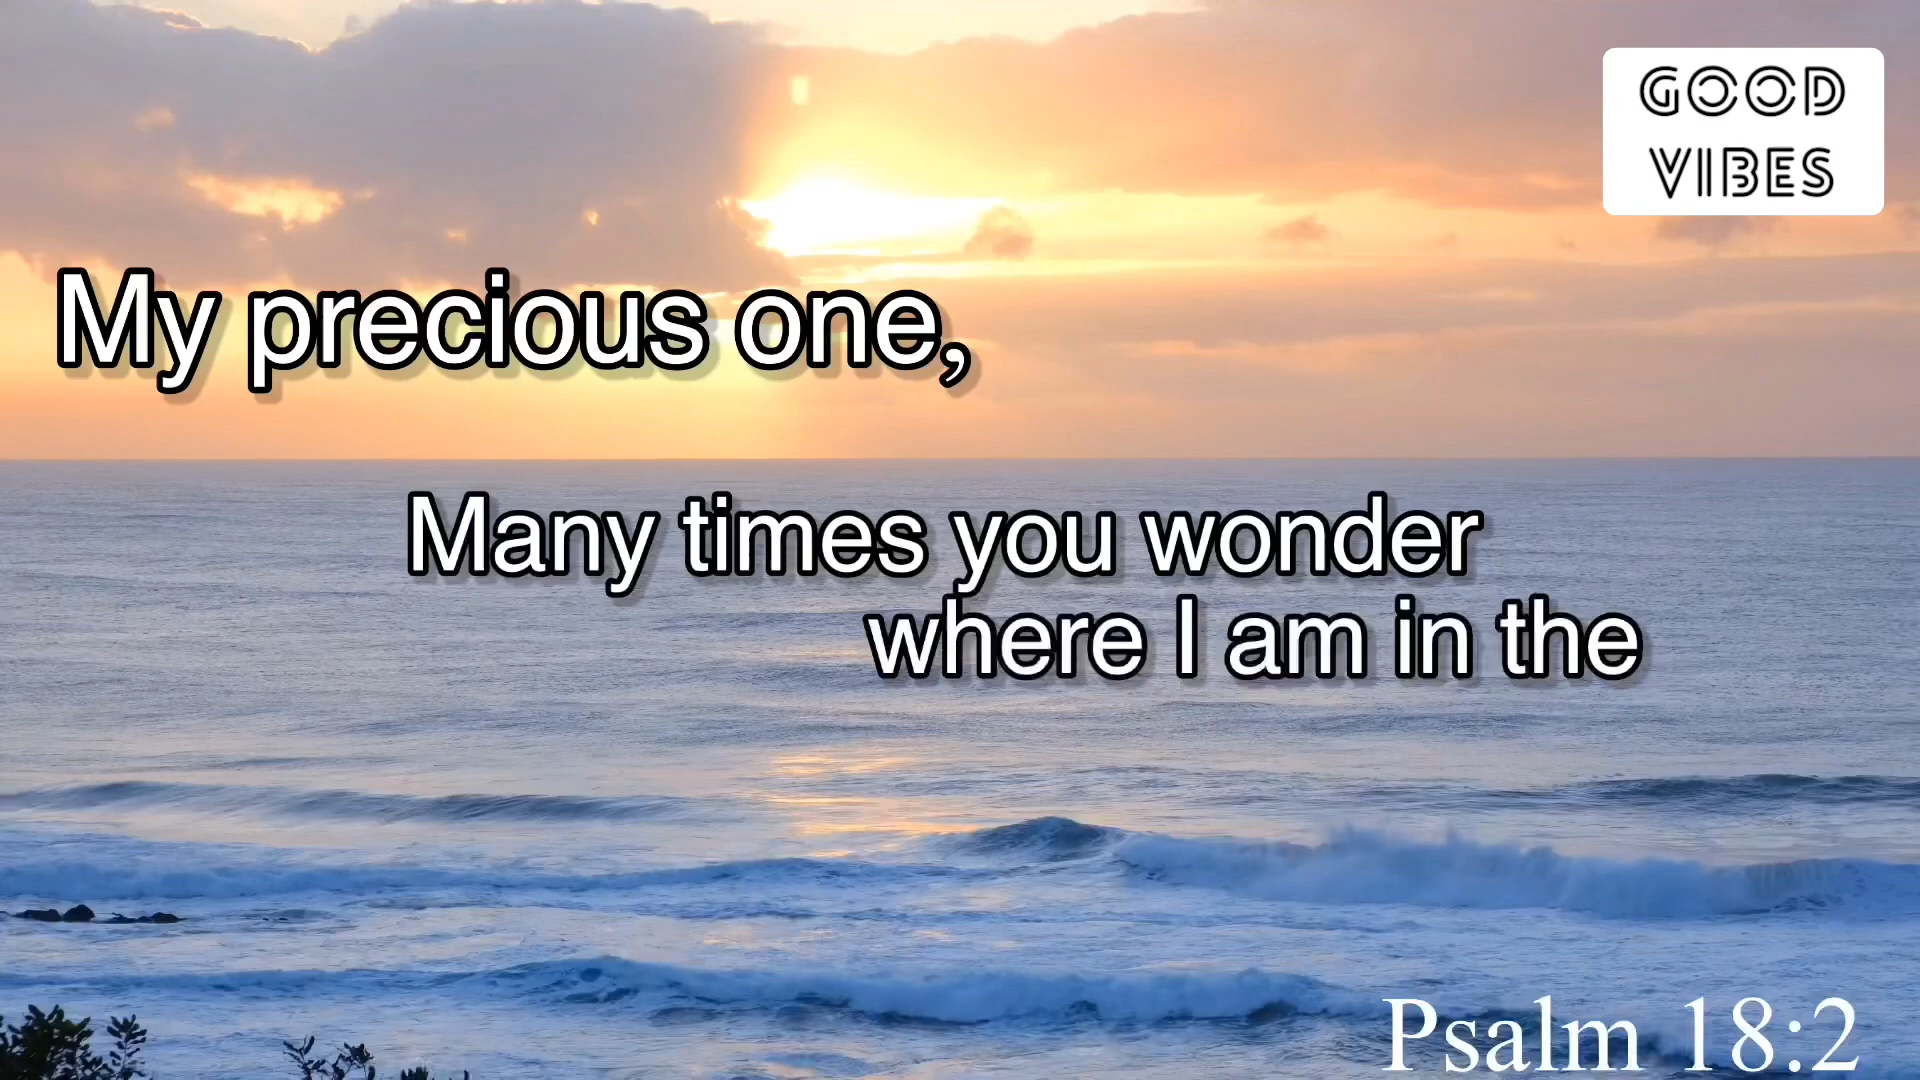 GOOD
VIBES
My precious one,
Many times you wonder
where I am in the
Psalm 18:2